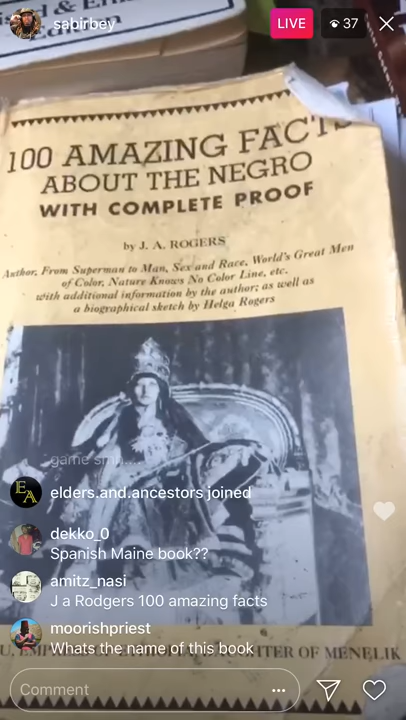 sabirbey
LIVE
37
100 AMAZING FACTS
ABOUT THE NEGRO
WITH COMPLETE PROOF
by J. A. ROGERS
Author, From Superman to Man, Sex and Race, World's Great Men
of Color, Nature Knows No Color Line, etc.
with additional information by the author; as well as
a biographical sketch by Helga Rogers
elders.and.ancestors joined
dekko_0
Spanish Maine book??
amitz_nasi
J a Rodgers 100 amazing facts
moorishpriest
Whats the name of this book
OF MENELIK
Comment